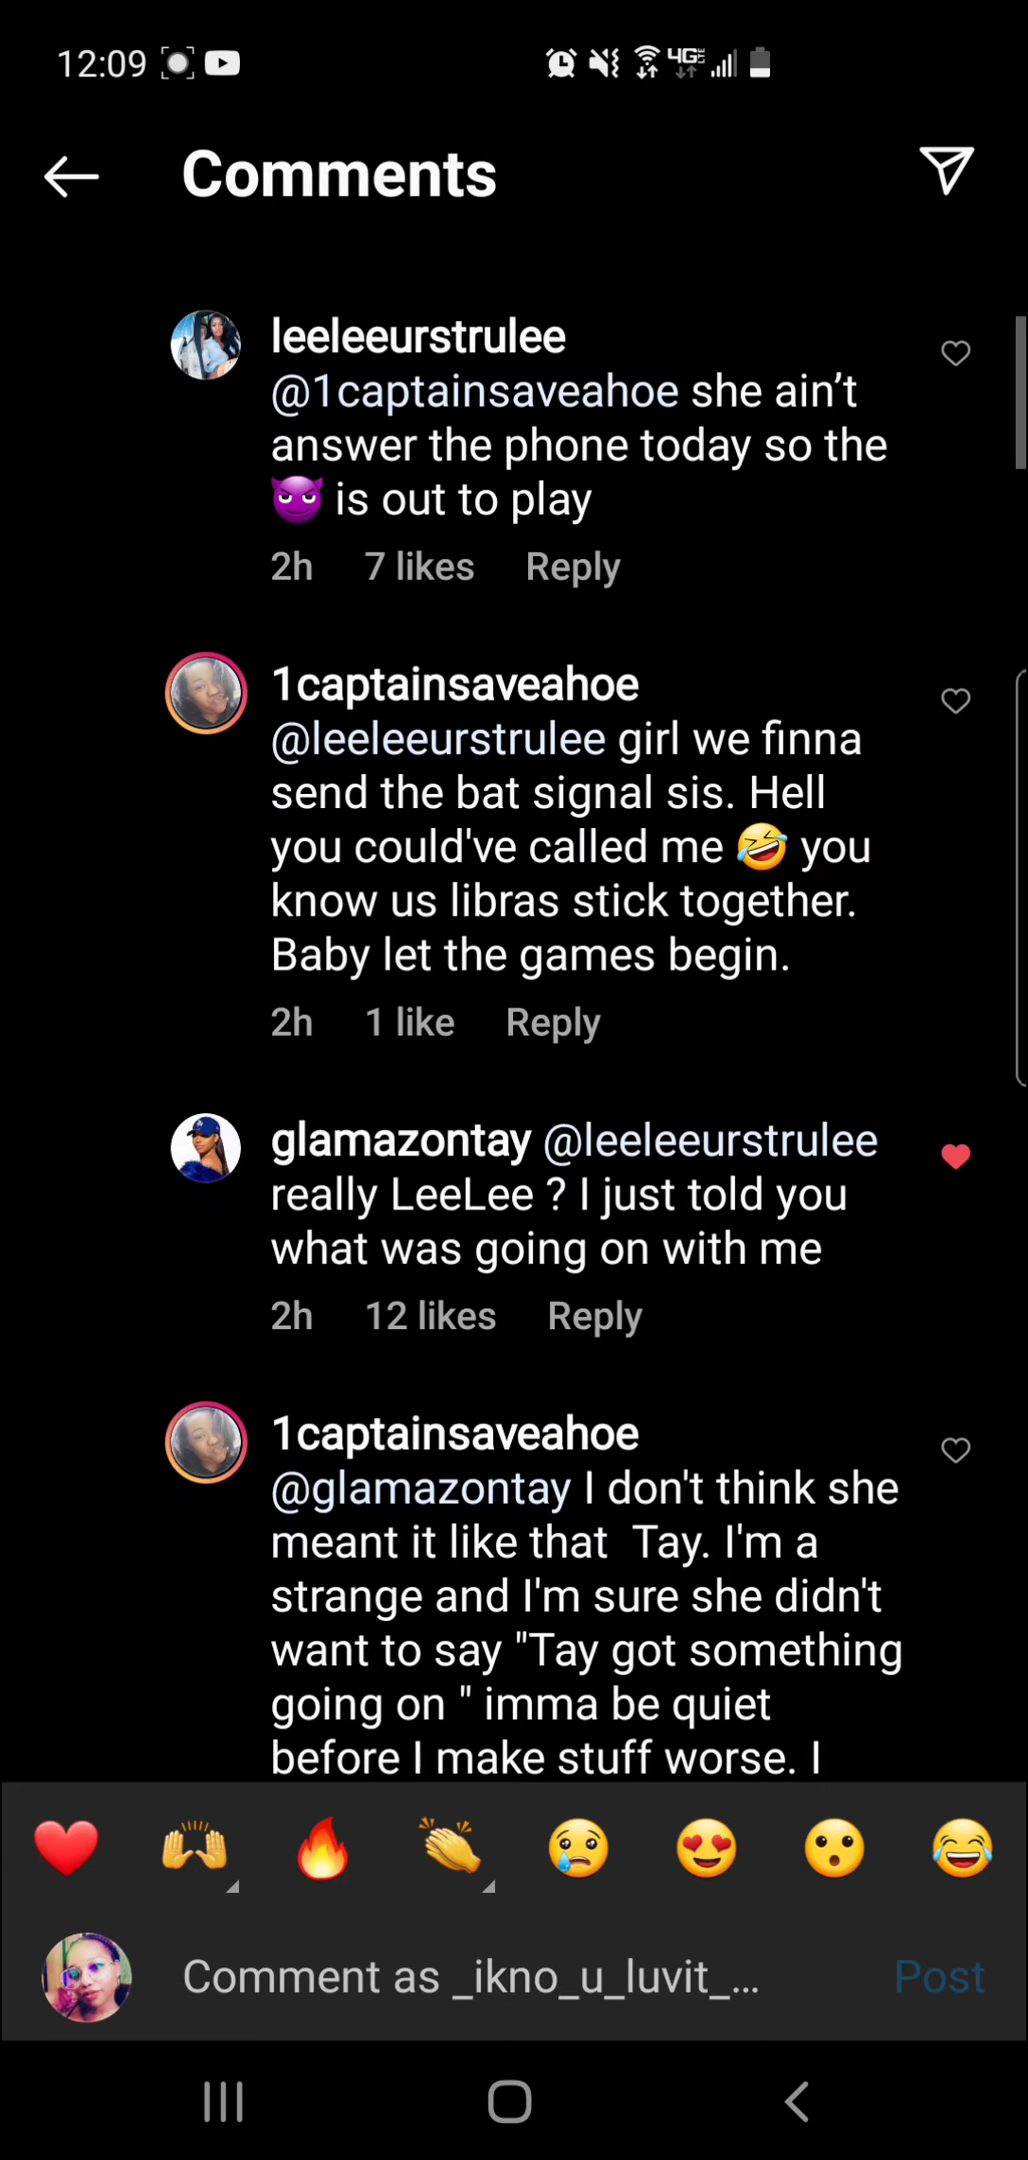 12:09 4G LTE
Comments
leeleeurstrulee
@1captainsaveahoe she ain’t
answer the phone today so the
😈 is out to play
2h 7 likes Reply
1captainsaveahoe
@leeleeurstrulee girl we finna
send the bat signal sis. Hell
you could've called me 🤣 you
know us libras stick together.
Baby let the games begin.
2h 1 like Reply
glamazontay @leeleeurstrulee
really LeeLee ? I just told you
what was going on with me
2h 12 likes Reply
1captainsaveahoe
@glamazontay I don't think she
meant it like that  Tay. I'm a
strange and I'm sure she didn't
want to say "Tay got something
going on " imma be quiet
before I make stuff worse. I
Comment as _ikno_u_luvit_... Post